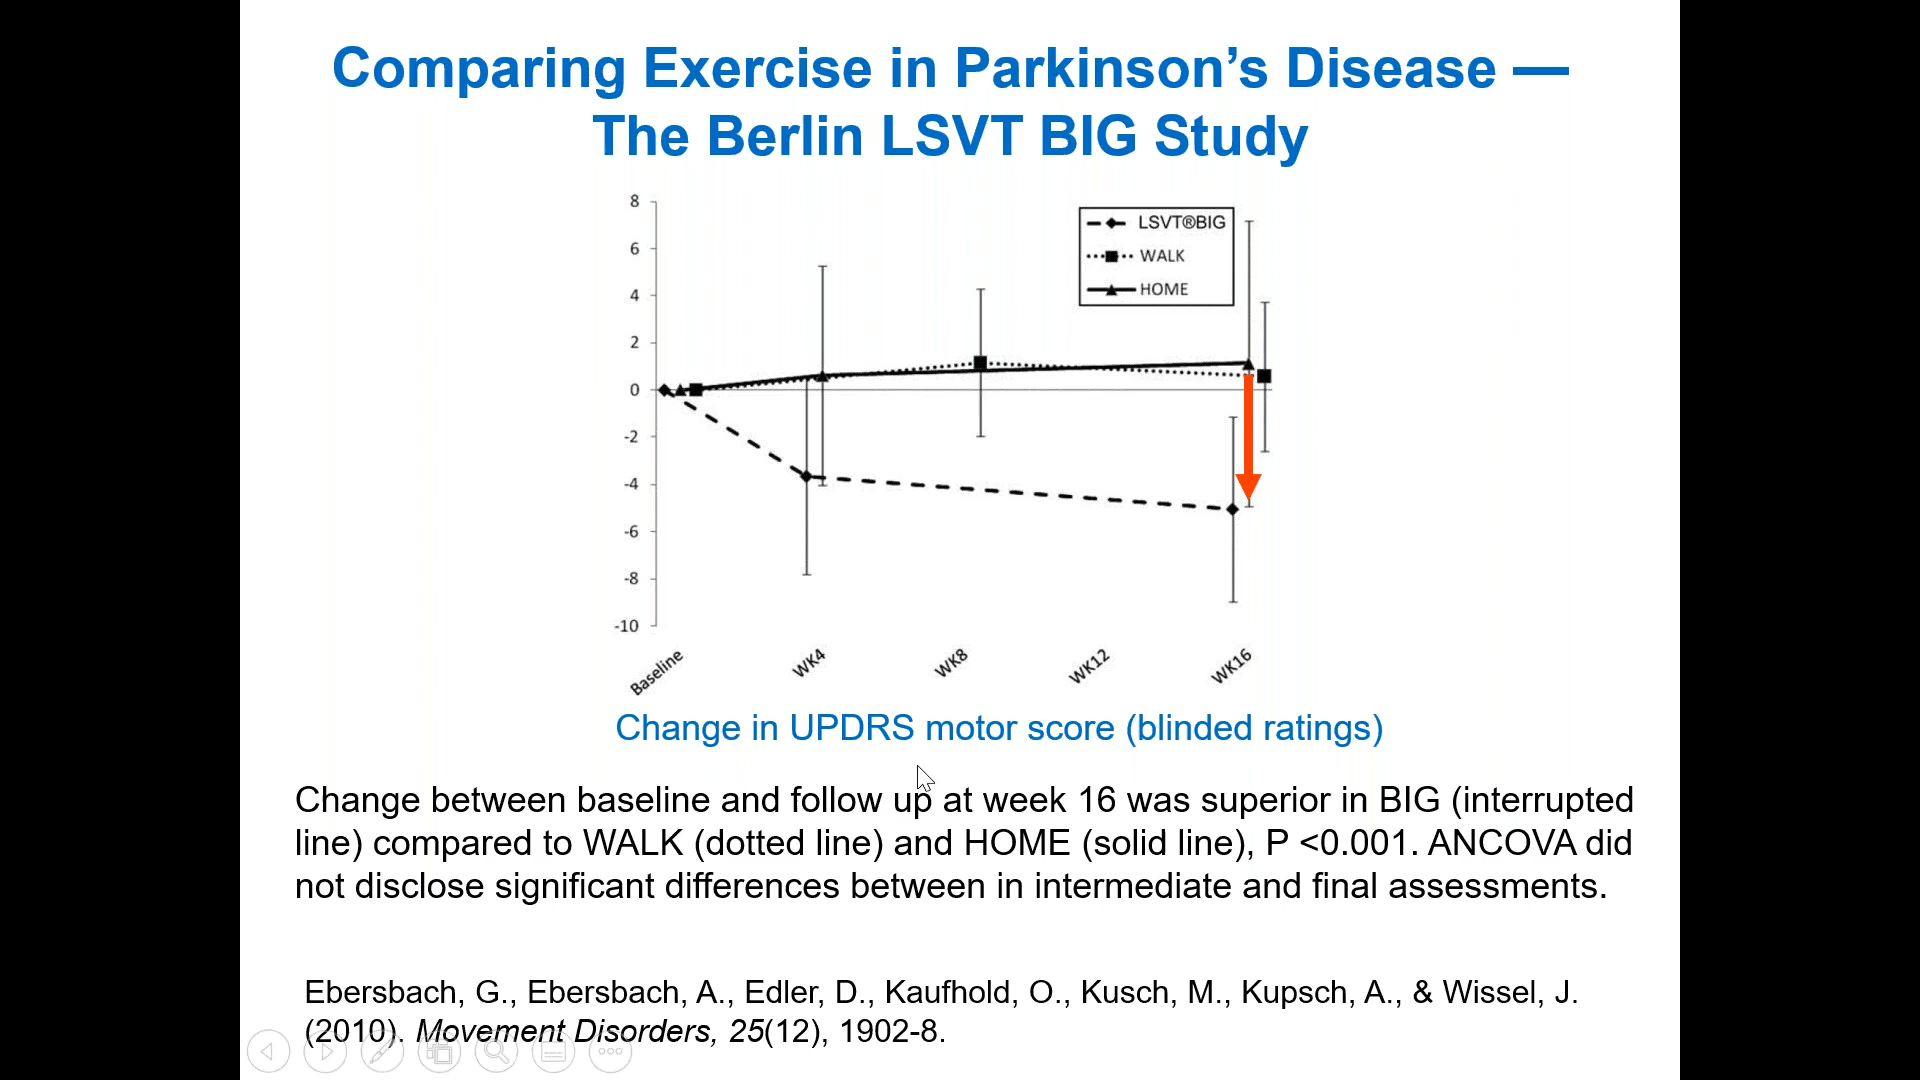 Comparing Exercise in Parkinson’s Disease —
The Berlin LSVT BIG Study
8
6
4
2
0
-2
-4
-6
-8
-10
LSVT®BIG
WALK
HOME
Baseline
WK4
WK8
WK12
WK16
Change in UPDRS motor score (blinded ratings)
Change between baseline and follow up at week 16 was superior in BIG (interrupted
line) compared to WALK (dotted line) and HOME (solid line), P <0.001. ANCOVA did
not disclose significant differences between in intermediate and final assessments.
Ebersbach, G., Ebersbach, A., Edler, D., Kaufhold, O., Kusch, M., Kupsch, A., & Wissel, J.
(2010). Movement Disorders, 25(12), 1902-8.